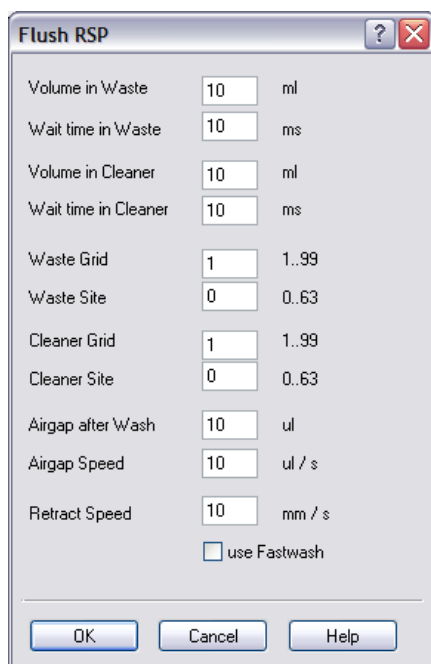 Flush RSP
Volume in Waste 10 ml
Wait time in Waste 10 ms
Volume in Cleaner 10 ml
Wait time in Cleaner 10 ms
Waste Grid 1 1..99
Waste Site 0 0..63
Cleaner Grid 1 1..99
Cleaner Site 0 0..63
Airgap after Wash 10 ul
Airgap Speed 10 ul / s
Retract Speed 10 mm / s
use Fastwash
OK Cancel Help